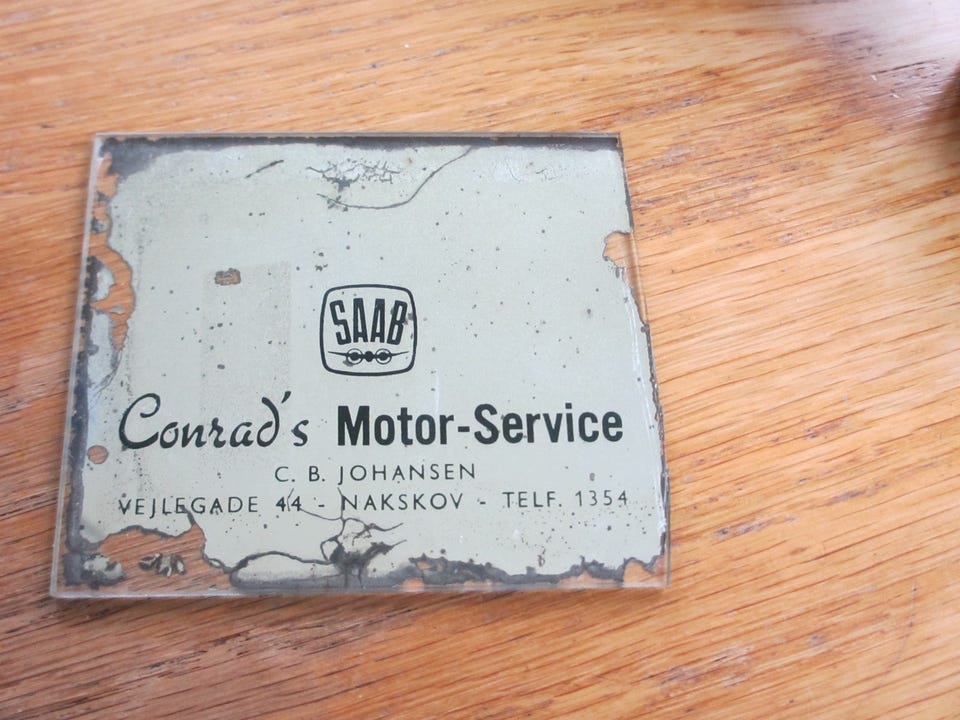 SAAB
Conrad's Motor-Service
C. B. JOHANSEN
VEJLEGADE 44 - NAKSKOV - TELF. 1354